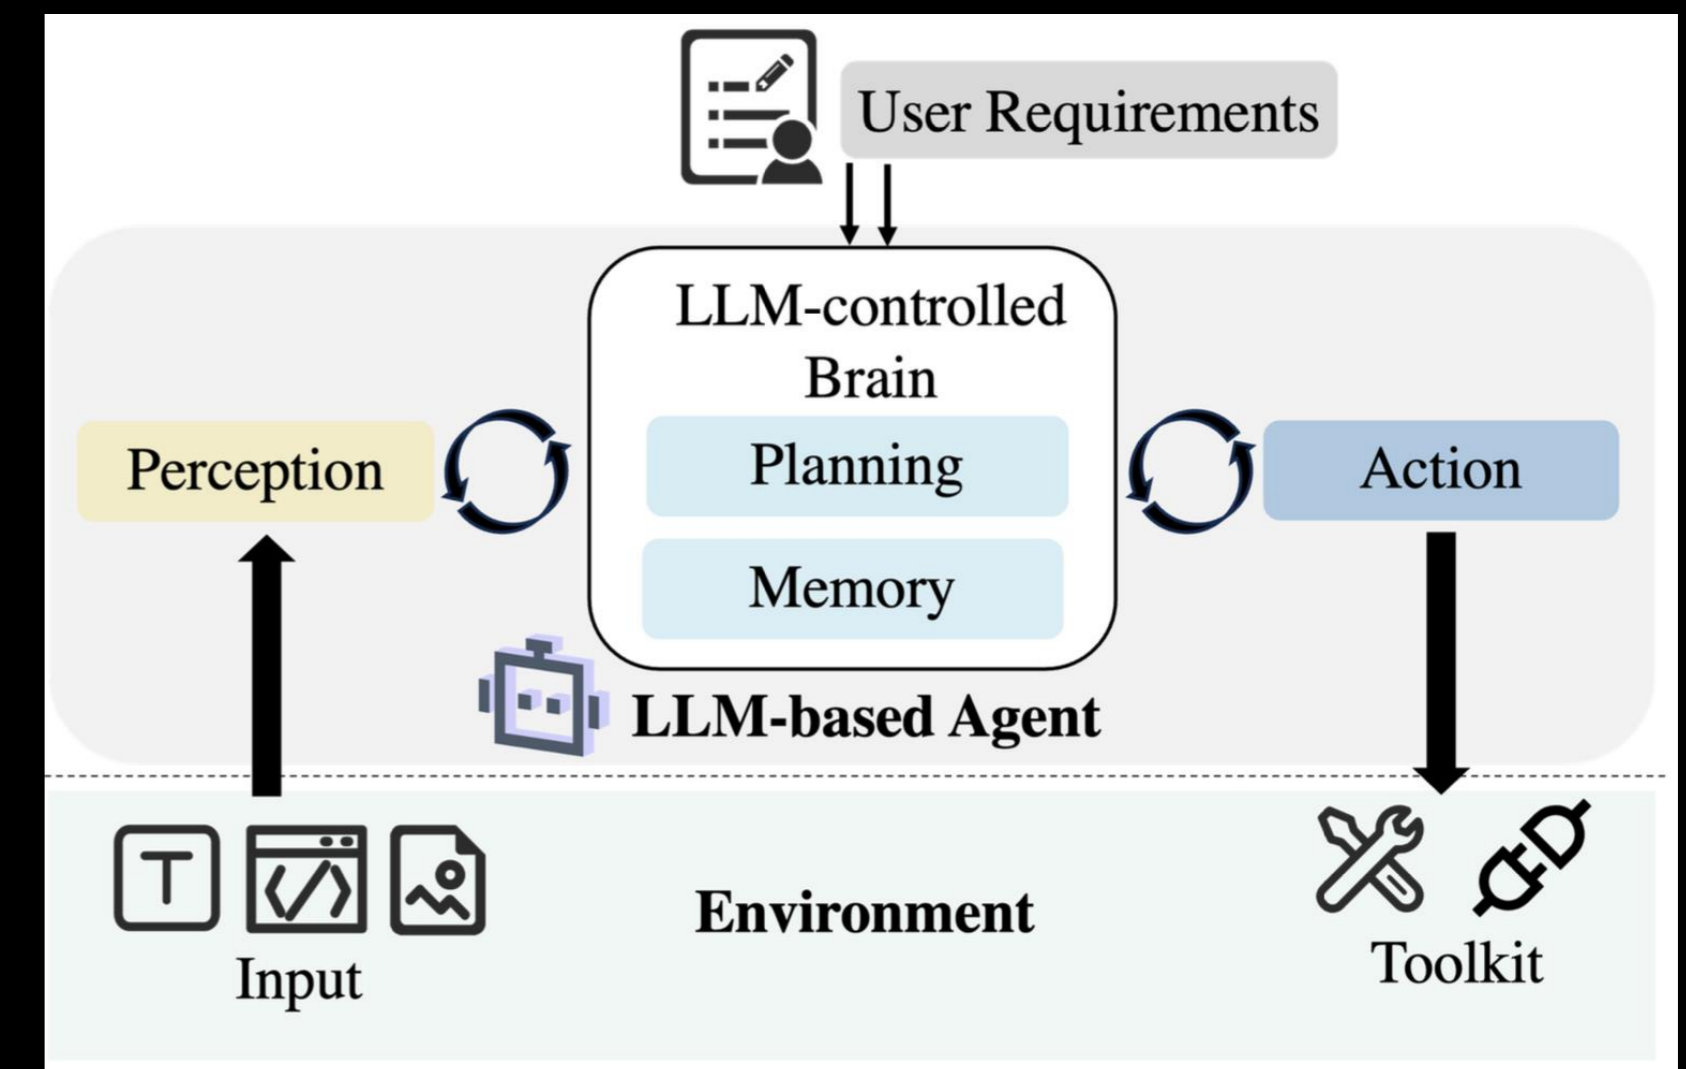 User Requirements
LLM-controlled
Brain
Perception
Planning
Action
Memory
LLM-based Agent
T
Environment
Input
Toolkit